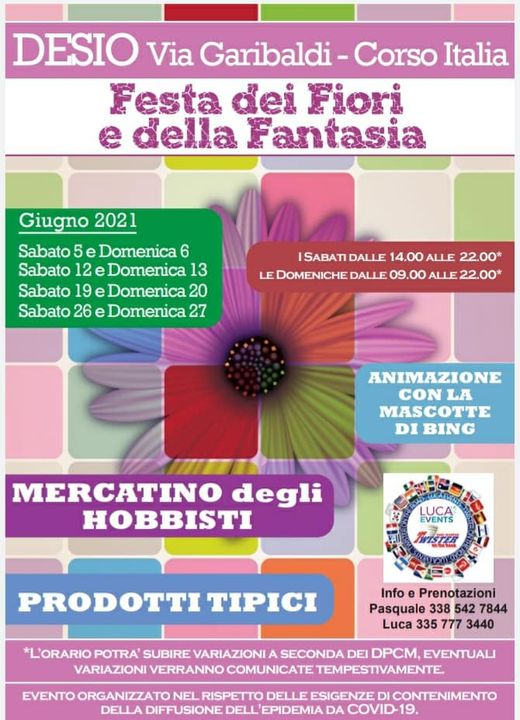 DESIO Via Garibaldi - Corso Italia
Festa dei Fiori
e della Fantasia
Giugno 2021
Sabato 5 e Domenica 6
Sabato 12 e Domenica 13
Sabato 19 e Domenica 20
Sabato 26 e Domenica 27
I SABATI DALLE 14.00 ALLE 22.00*
LE DOMENICHE DALLE 09.00 ALLE 22.00*
ANIMAZIONE
CON LA
MASCOTTE
DI BING
MERCATINO degli
HOBBISTI
LUCA
EVENTS
TWISTER
PRODOTTI TIPICI
Info e Prenotazioni
Pasquale 338 542 7844
Luca 335 777 3440
*L'ORARIO POTRA' SUBIRE VARIAZIONI A SECONDA DEI DPCM, EVENTUALI
VARIAZIONI VERRANNO COMUNICATE TEMPESTIVAMENTE.
EVENTO ORGANIZZATO NEL RISPETTO DELLE ESIGENZE DI CONTENIMENTO
DELLA DIFFUSIONE DELL'EPIDEMIA DA COVID-19.